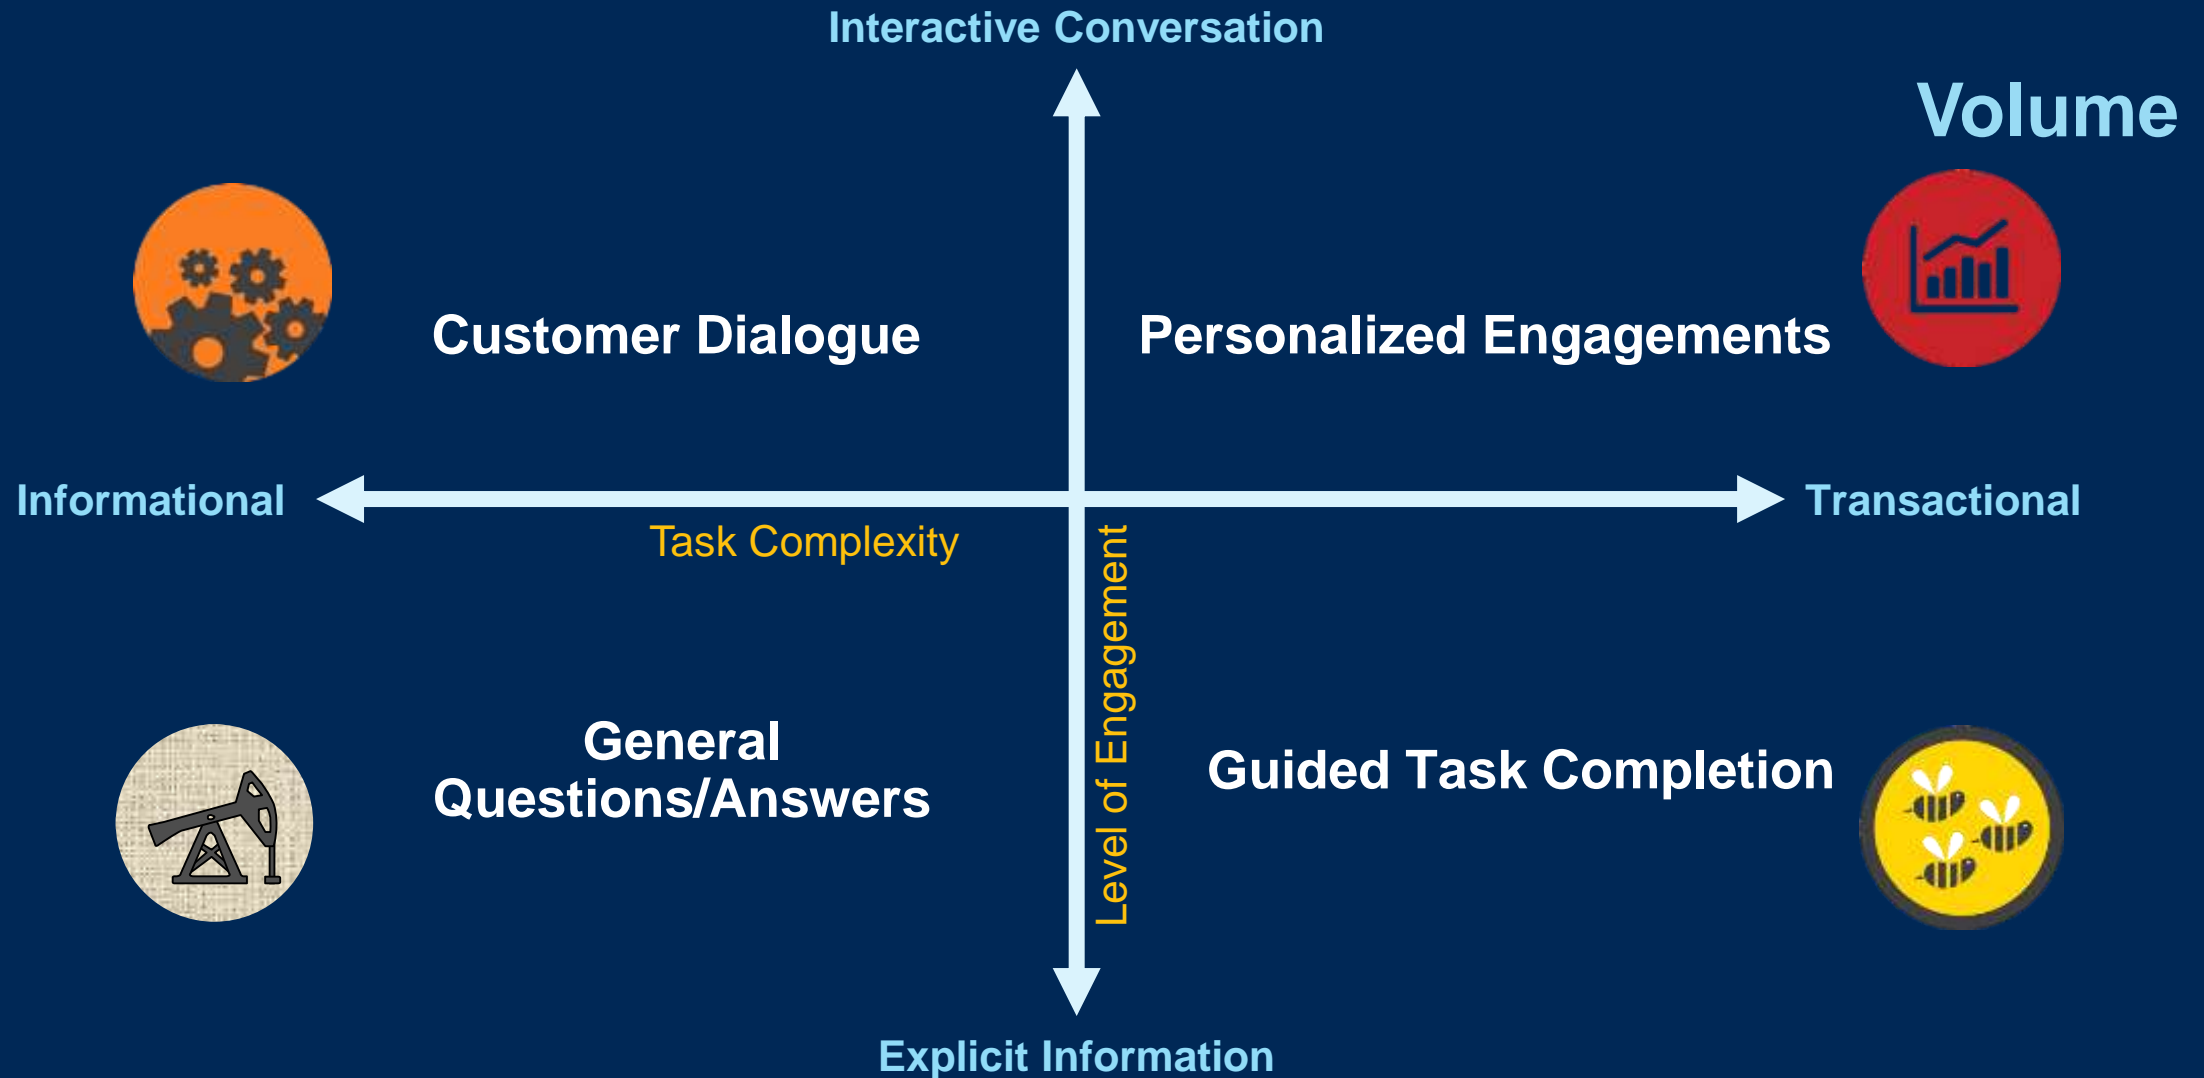 Interactive Conversation
Volume
Customer Dialogue
Personalized Engagements
Informational
Transactional
Task Complexity
Level of Engagement
General
Questions/Answers
Guided Task Completion
Explicit Information